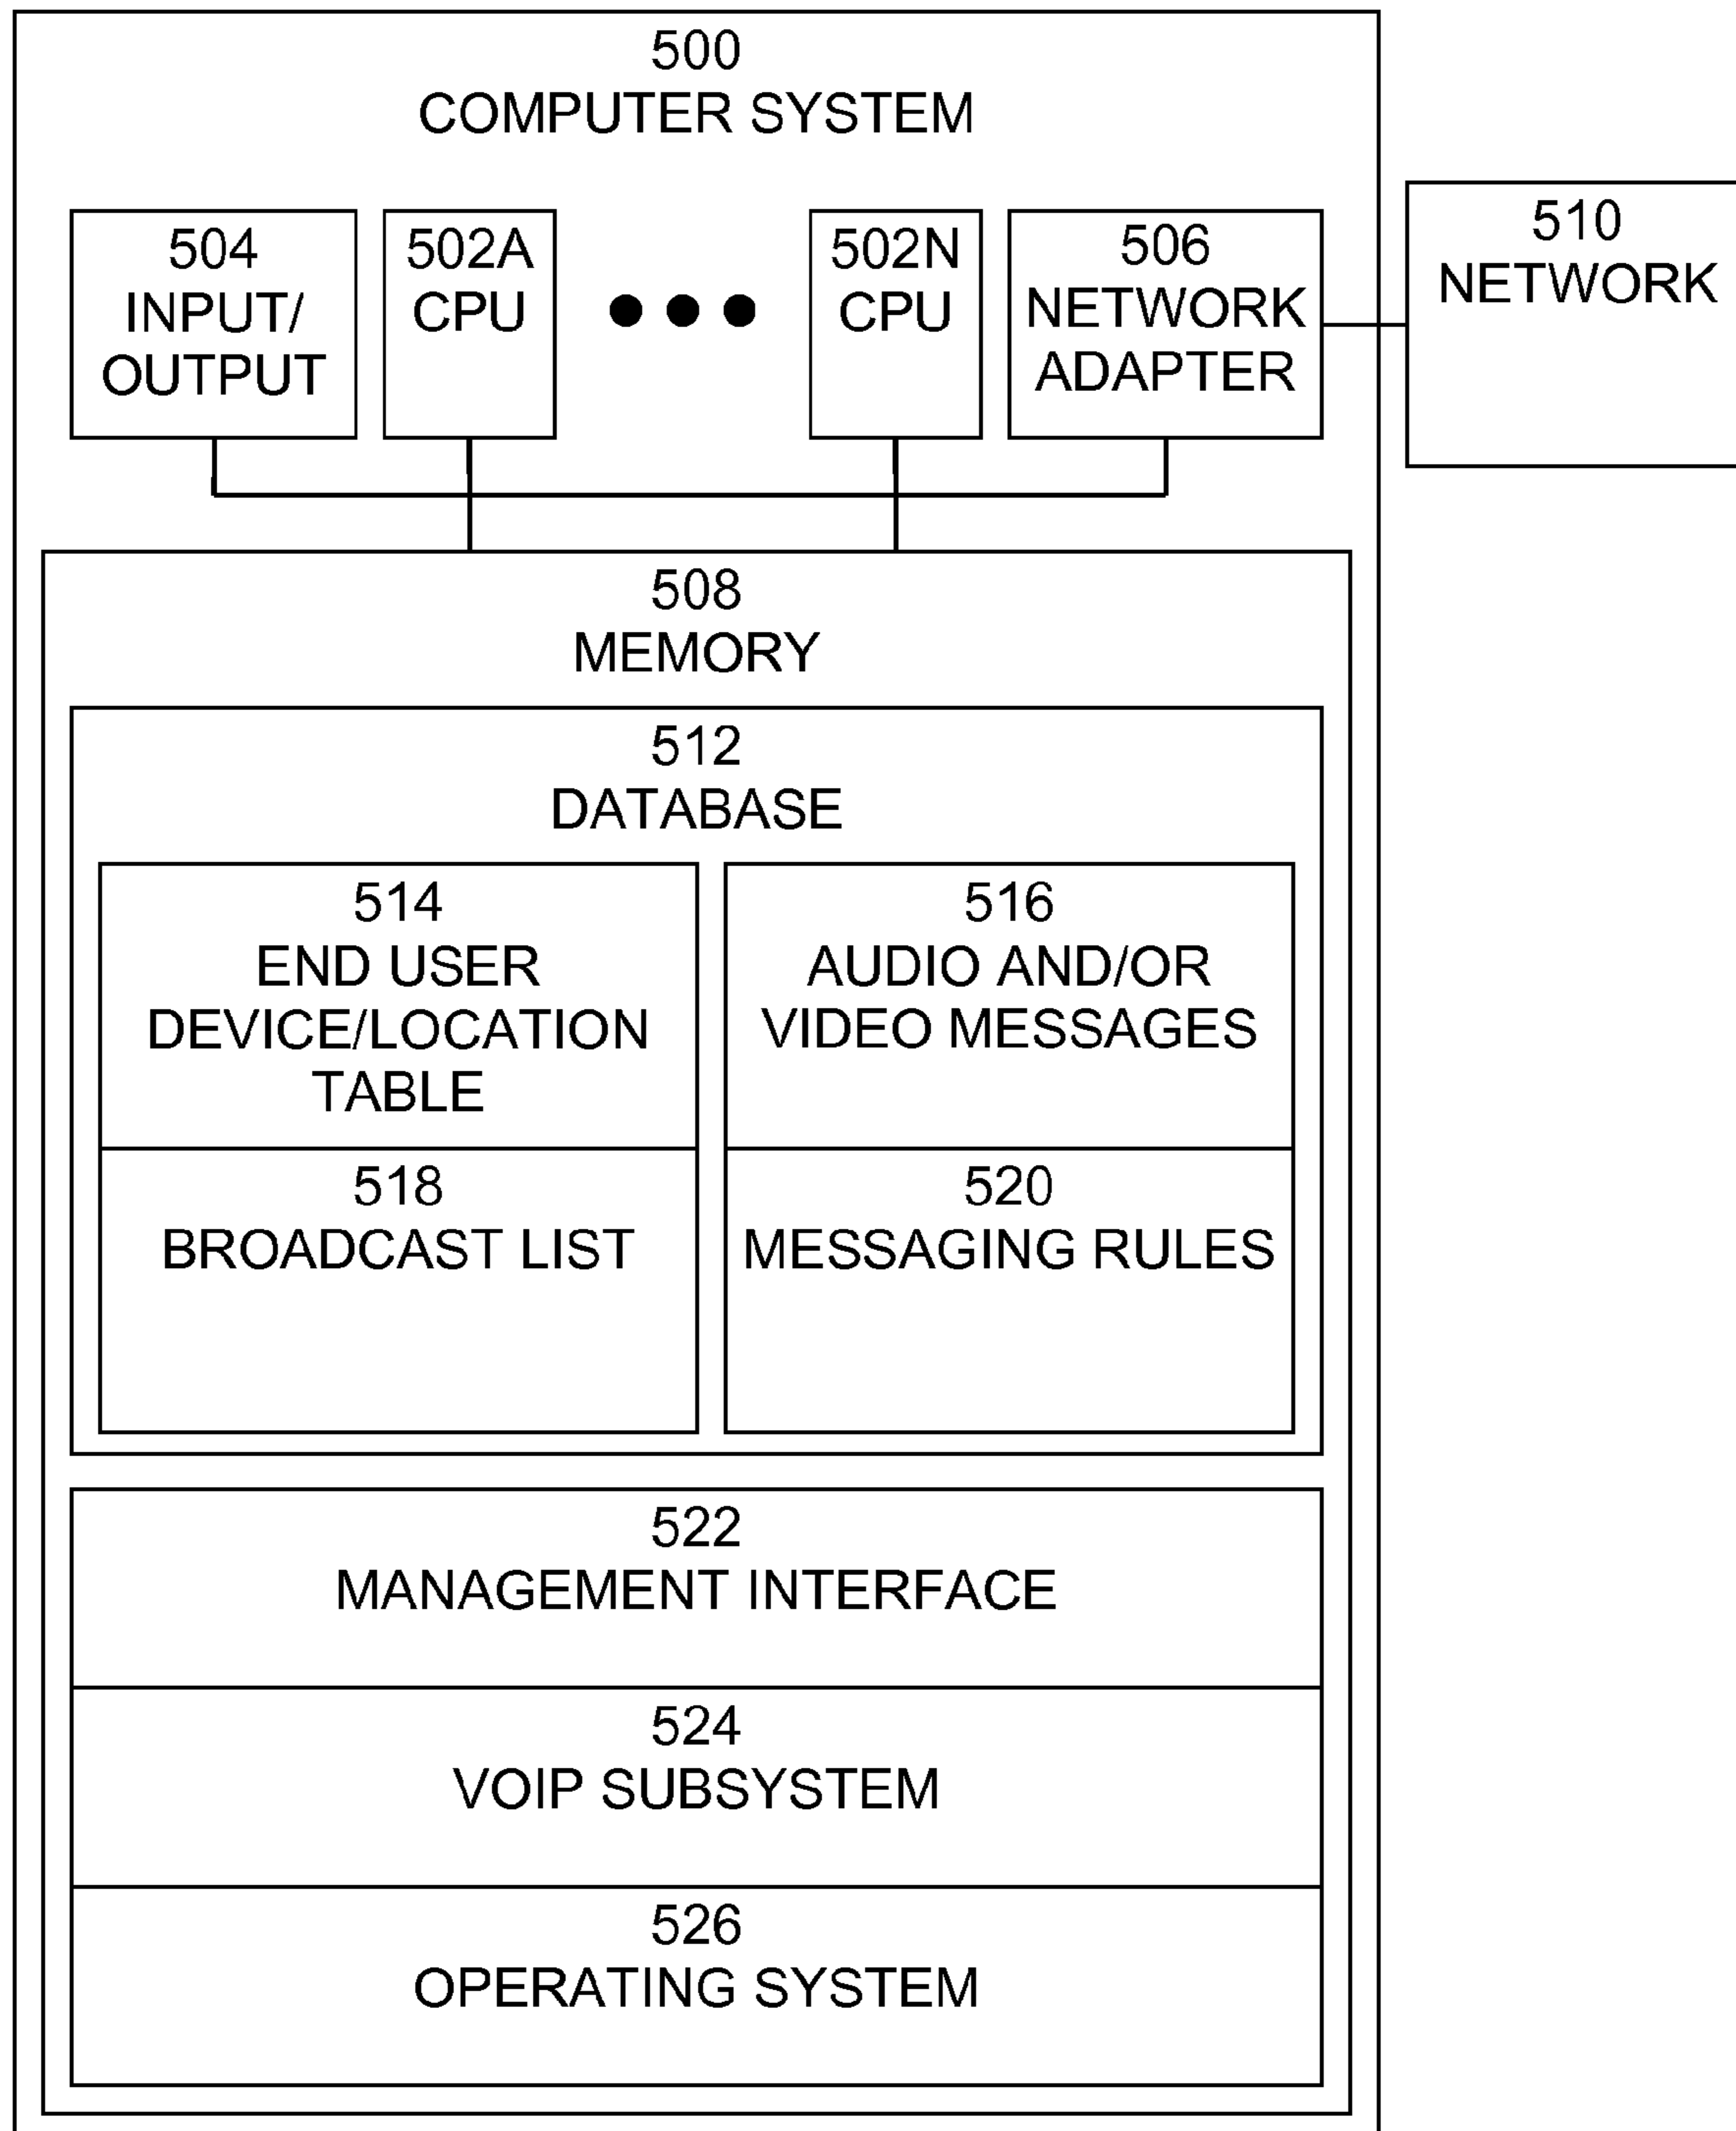 500
COMPUTER SYSTEM
504
INPUT/
OUTPUT
502A
CPU
502N
CPU
506
NETWORK
ADAPTER
510
NETWORK
508
MEMORY
512
DATABASE
514
END USER
DEVICE/LOCATION
TABLE
516
AUDIO AND/OR
VIDEO MESSAGES
518
BROADCAST LIST
520
MESSAGING RULES
522
MANAGEMENT INTERFACE
524
VOIP SUBSYSTEM
526
OPERATING SYSTEM